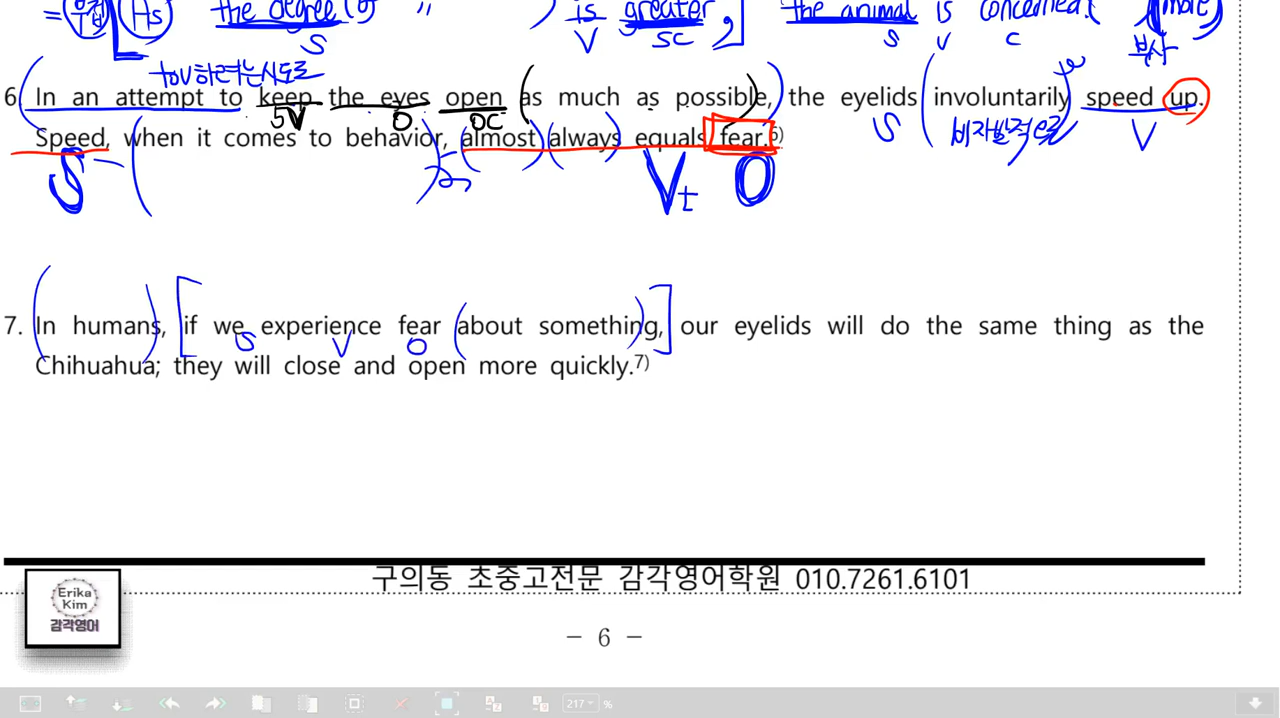 = Hs the degree (of " ) is greater, the animal is concerned. (more)
S V SC S V C 부사
toV하려는 시도로
6. In an attempt to keep the eyes open (as much as possible,) the eyelids (involuntarily) speed up.
5V O OC S 비자발적으로 V
Speed, when it comes to behavior, (almost) (always) equals fear.6)
S Vt O
7. In humans, [if we experience fear (about something,)] our eyelids will do the same thing as the
S V O
Chihuahua; they will close and open more quickly.7)
구의동 초중고전문 감각영어학원 010.7261.6101
Erika
Kim
감각영어
- 6 -
217 %